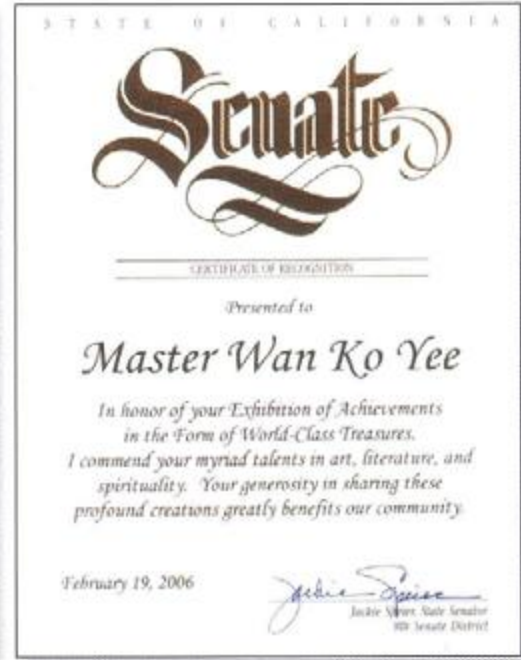 STATE OF CALIFORNIA
Senate
CERTIFICATE OF RECOGNITION
Presented to
Master Wan Ko Yee
In honor of your Exhibition of Achievements
in the Form of World-Class Treasures.
I commend your myriad talents in art, literature, and
spirituality. Your generosity in sharing these
profound creations greatly benefits our community.
February 19, 2006
Jackie Speier
Jackie Speier, State Senator
8th Senate District